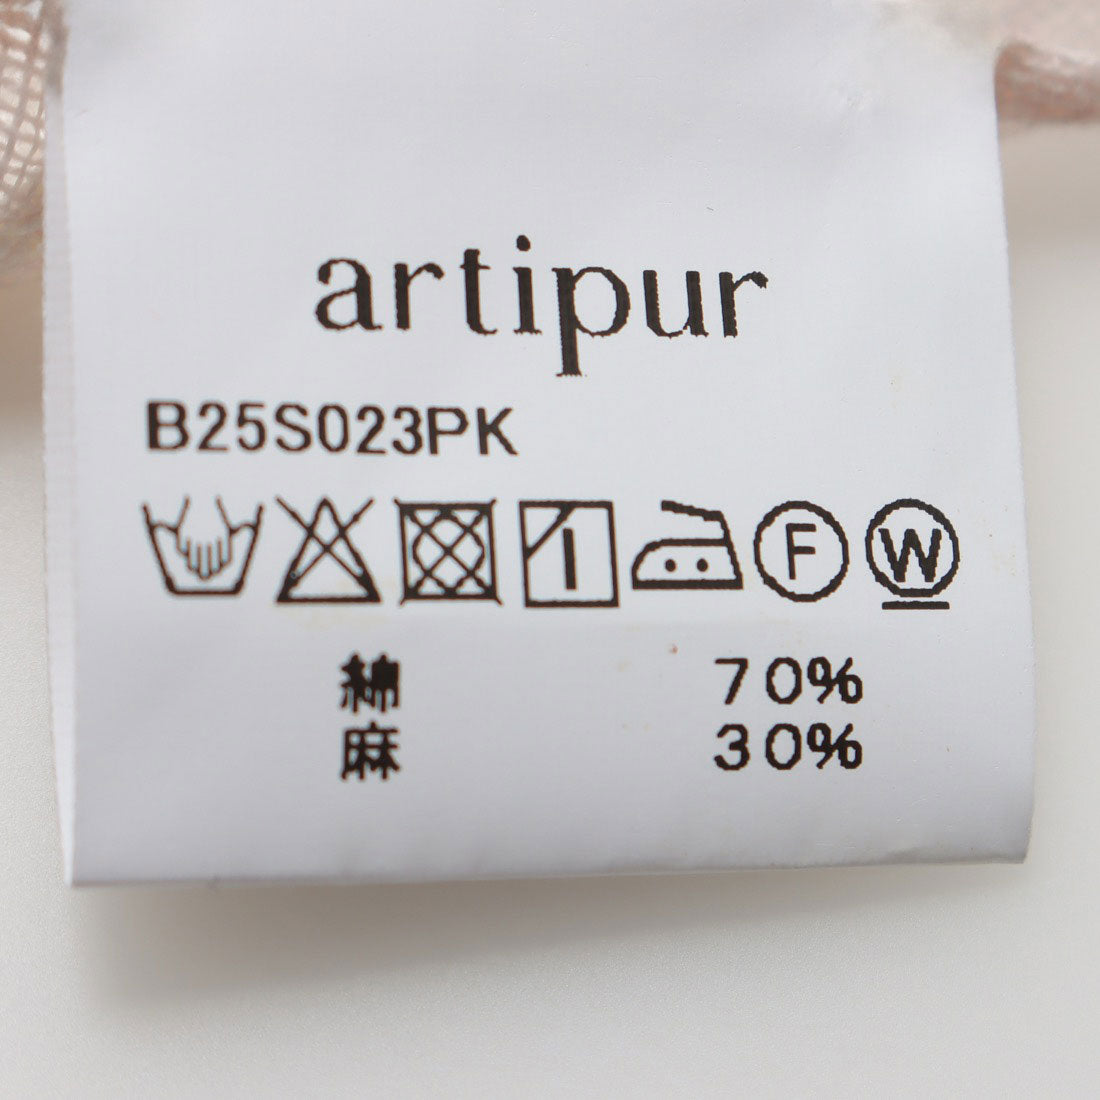 artipur
B25S023PK
F W
綿 70%
麻 30%